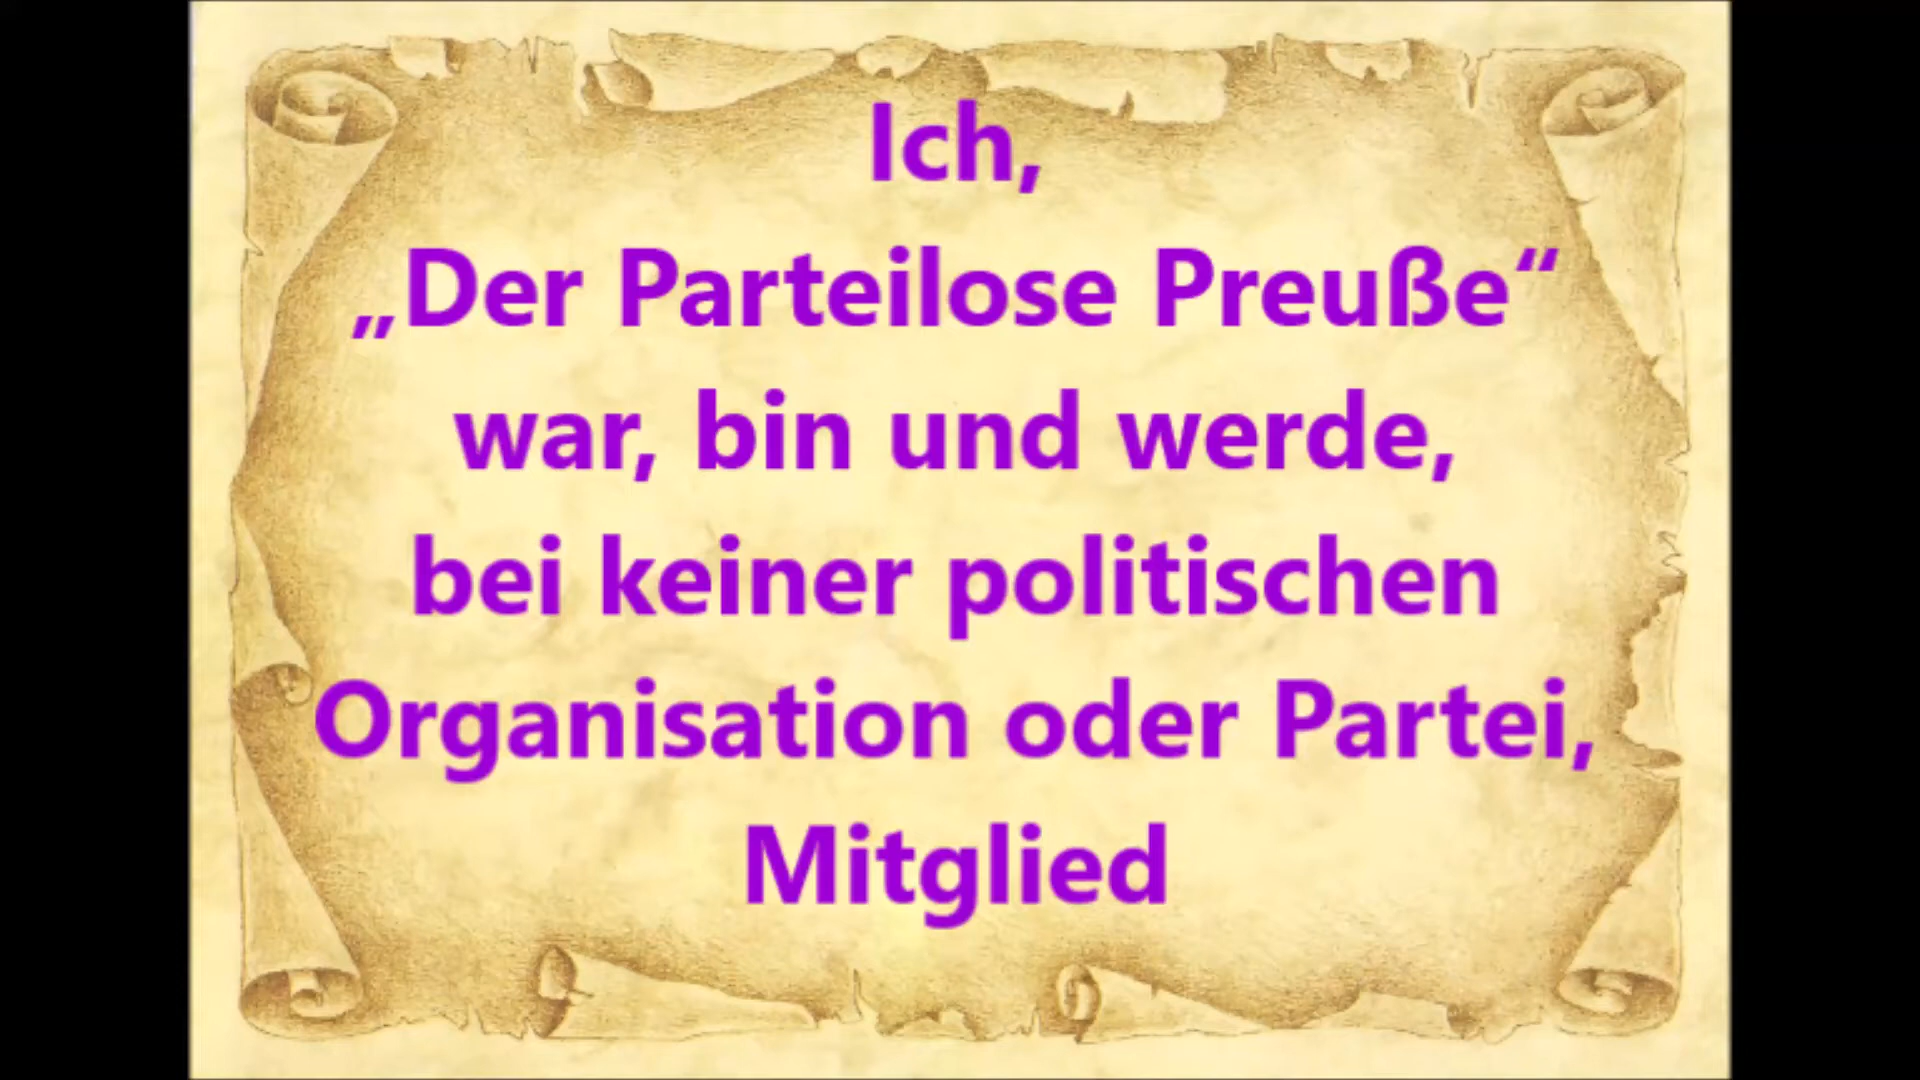 Ich,
„Der Parteilose Preuße“
war, bin und werde,
bei keiner politischen
Organisation oder Partei,
Mitglied